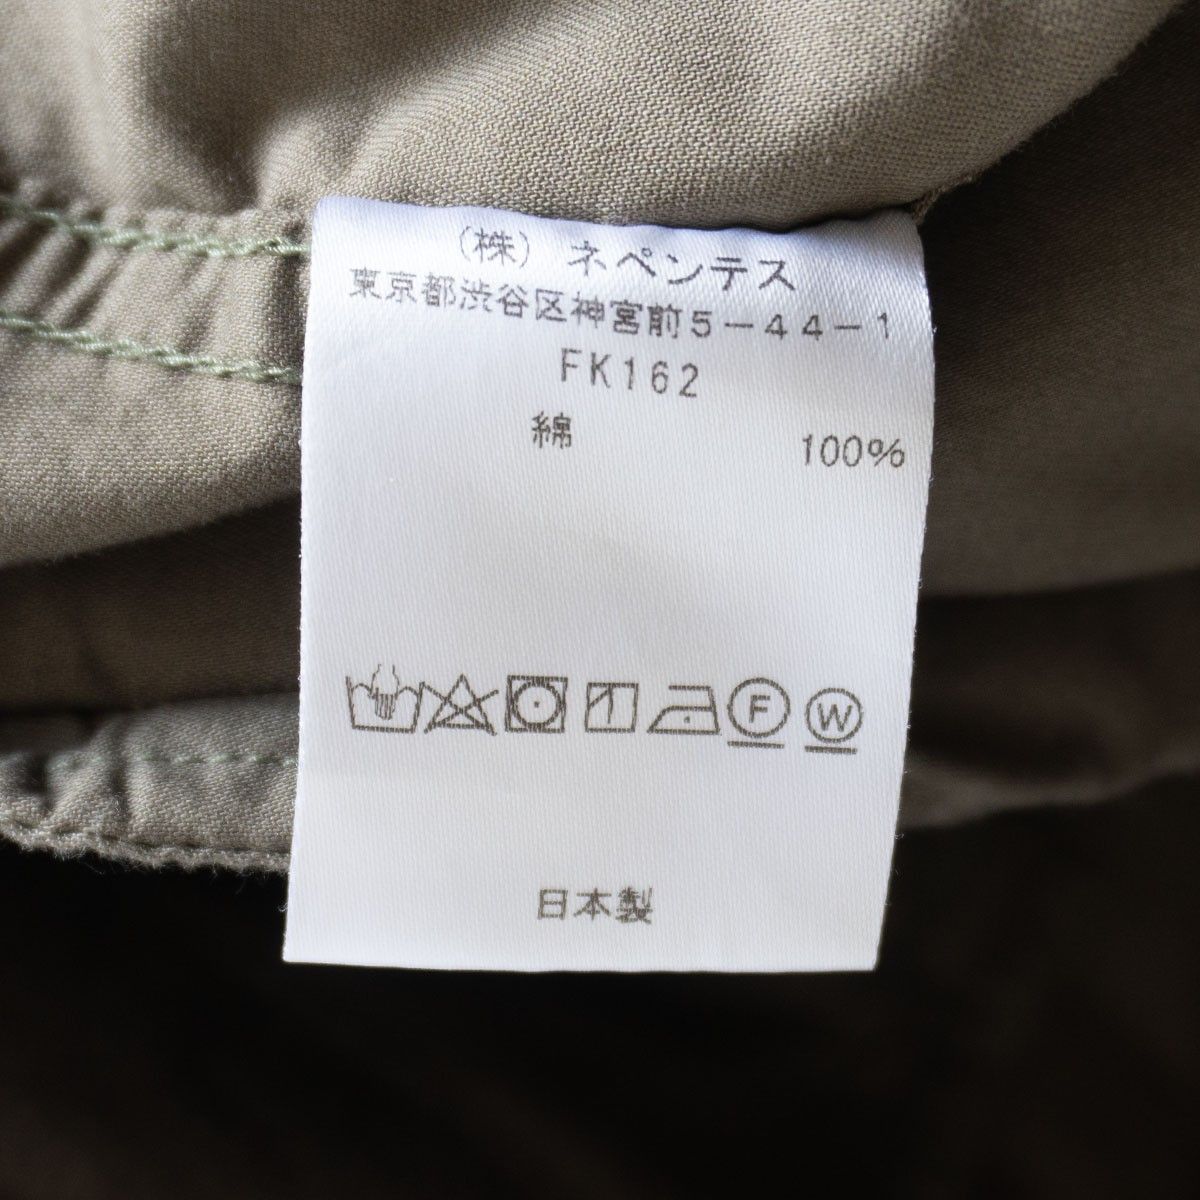 （株）ネペンテス
東京都渋谷区神宮前５－４４－１
FK162
綿 100%
F W
日本製